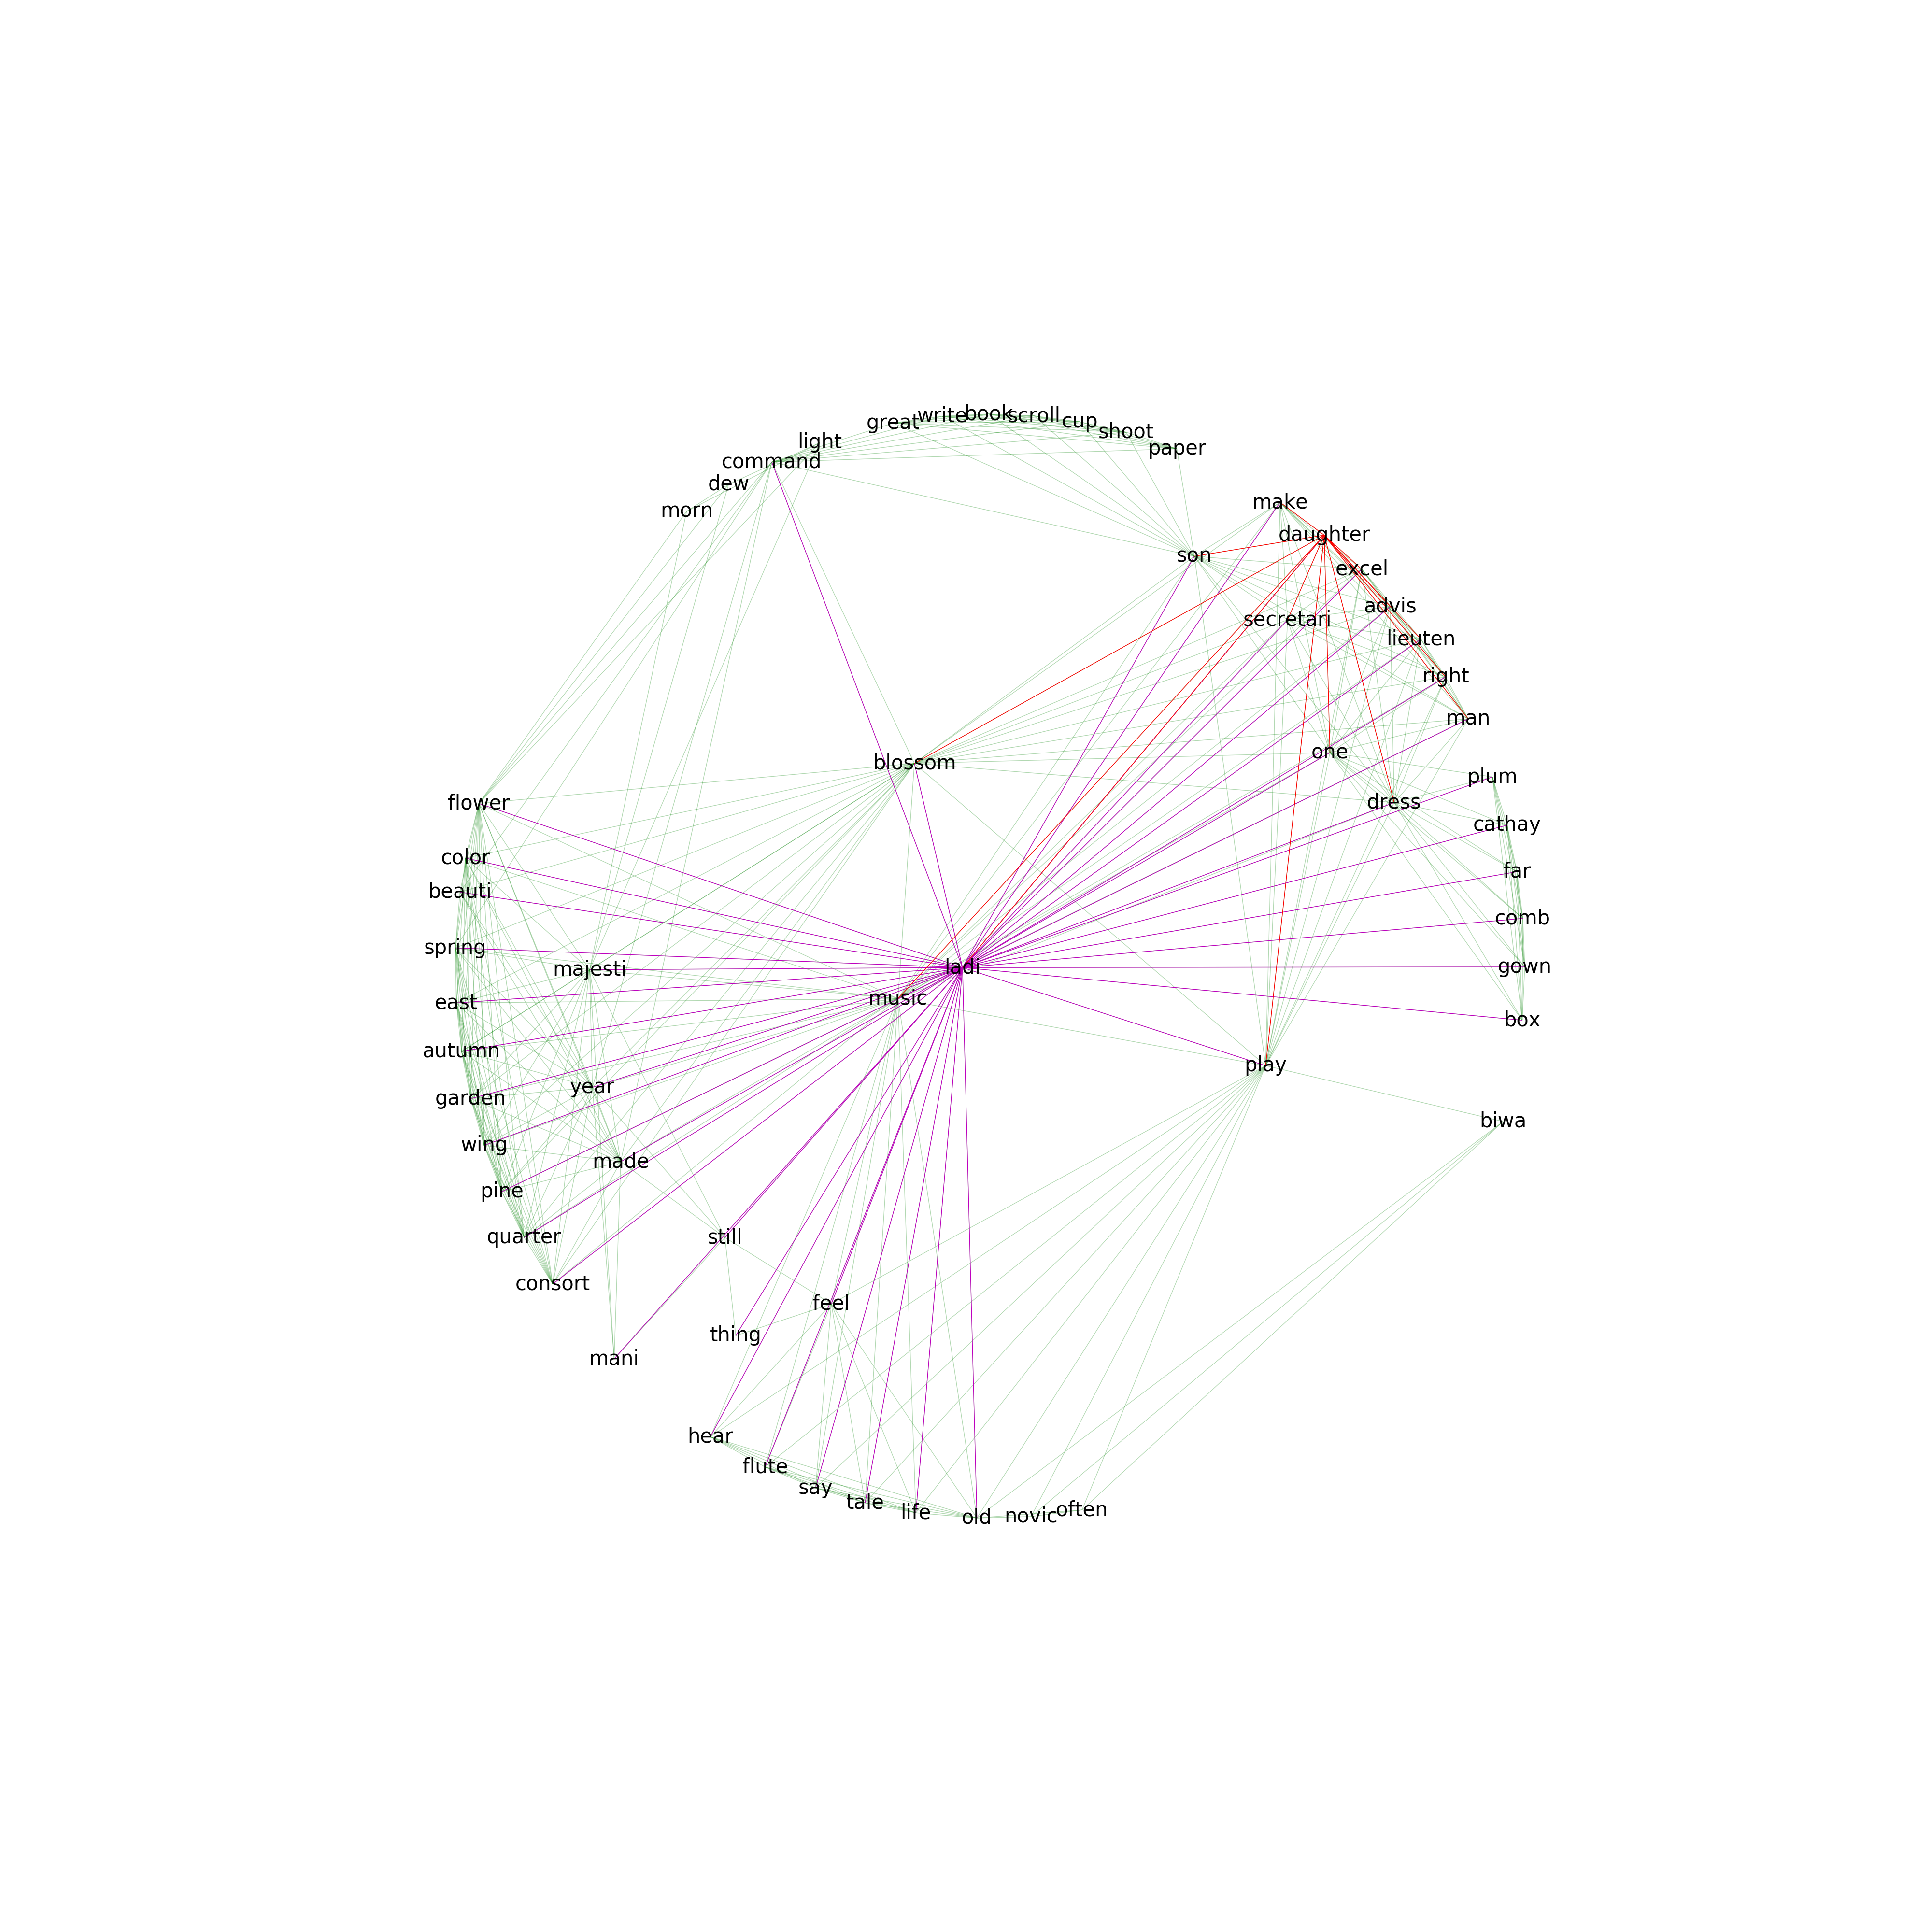 book
write
scroll
cup
great
shoot
light
paper
command
dew
make
morn
daughter
son
excel
advis
secretari
lieuten
right
man
one
blossom
plum
dress
flower
cathay
color
far
beauti
comb
spring
gown
ladi
majesti
music
east
box
autumn
play
year
garden
biwa
wing
made
pine
quarter
still
consort
feel
thing
mani
hear
flute
say
tale
often
life
novic
old